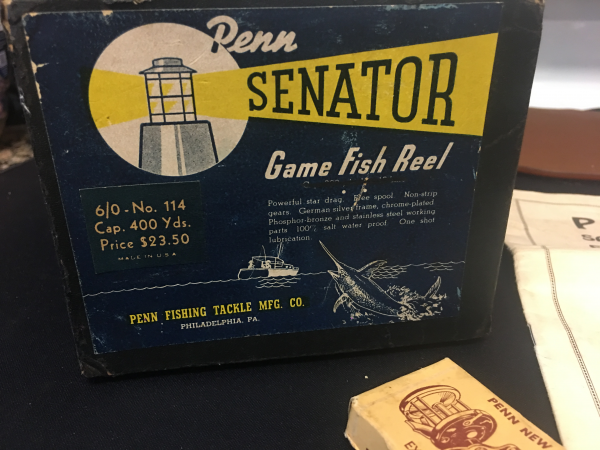 Penn
SENATOR
Game Fish Reel
Powerful star drag. Free spool. Non-strip
gears. German silver frame, chrome-plated.
Phosphor-bronze and stainless steel working
parts. 100% salt water proof. One shot
lubrication.
6/0 - No. 114
Cap. 400 Yds.
Price $23.50
MADE IN U.S.A.
PENN FISHING TACKLE MFG. CO.
PHILADELPHIA, PA.
PENN NEW